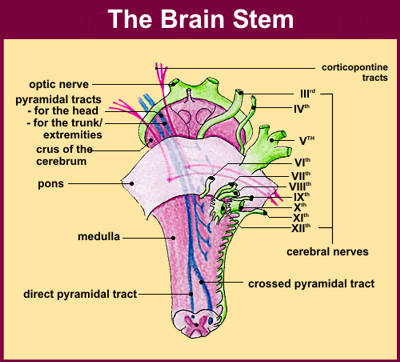 The Brain Stem
corticopontine
tracts
optic nerve
pyramidal tracts
- for the head
- for the trunk/
extremities
crus of the
cerebrum
pons
medulla
direct pyramidal tract
IIIrd
IVth
VTH
VIth
VIIth
VIIIth
IXth
Xth
XIth
XIIth
cerebral nerves
crossed pyramidal tract